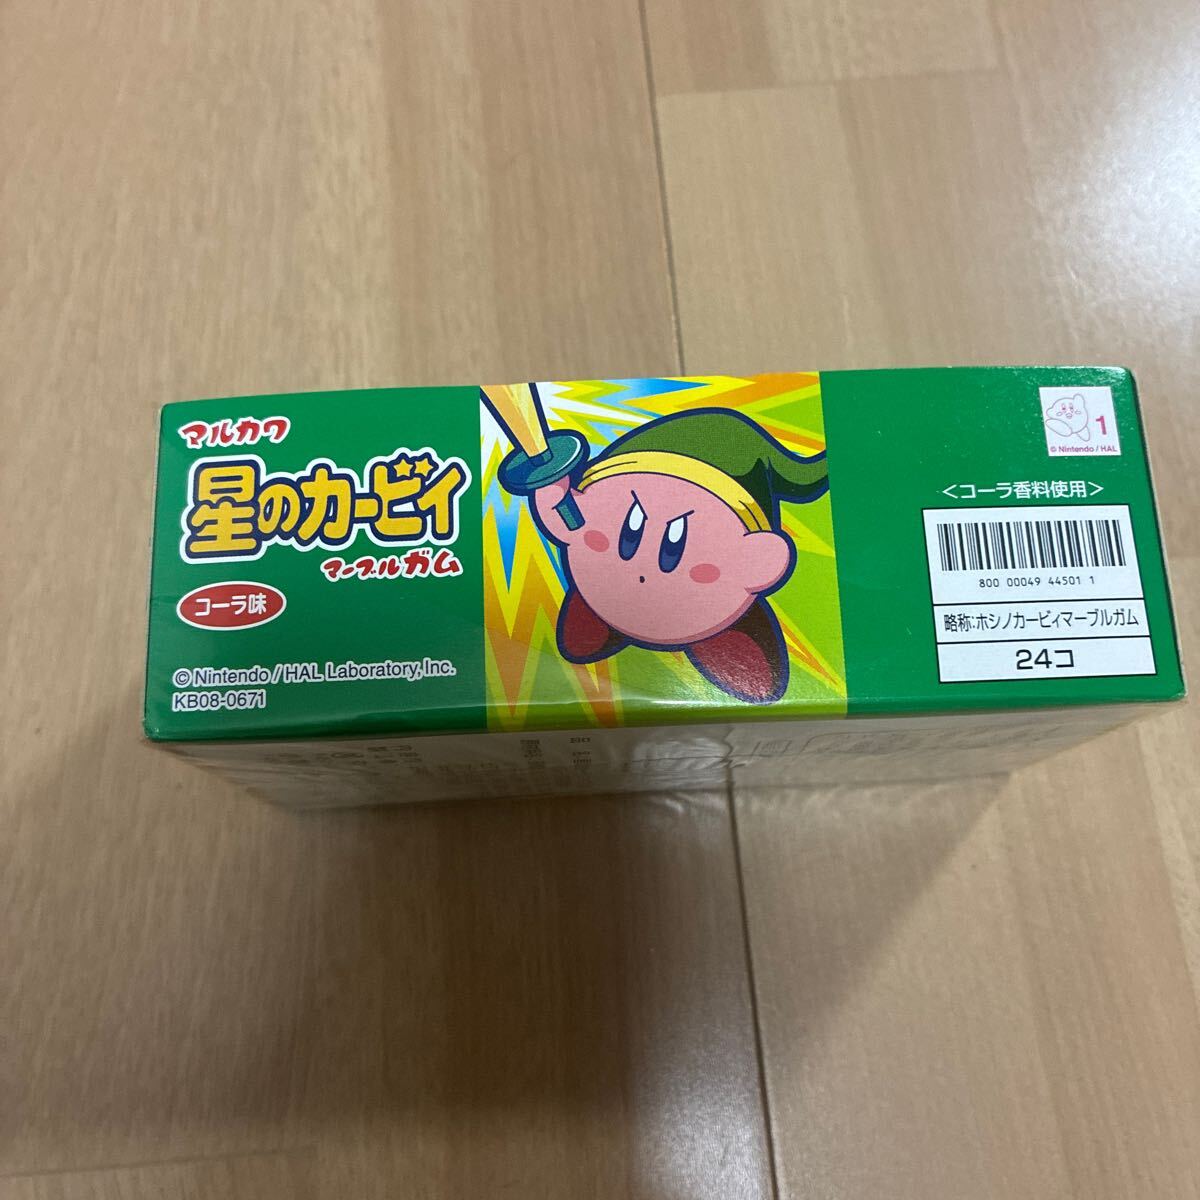 マルカワ
星のカービィ
マーブルガム
コーラ味
© Nintendo / HAL Laboratory, Inc.
KB08-0671
1
© Nintendo / HAL
＜コーラ香料使用＞
800 00049 44501 1
略称:ホシノカービィマーブルガム
24コ